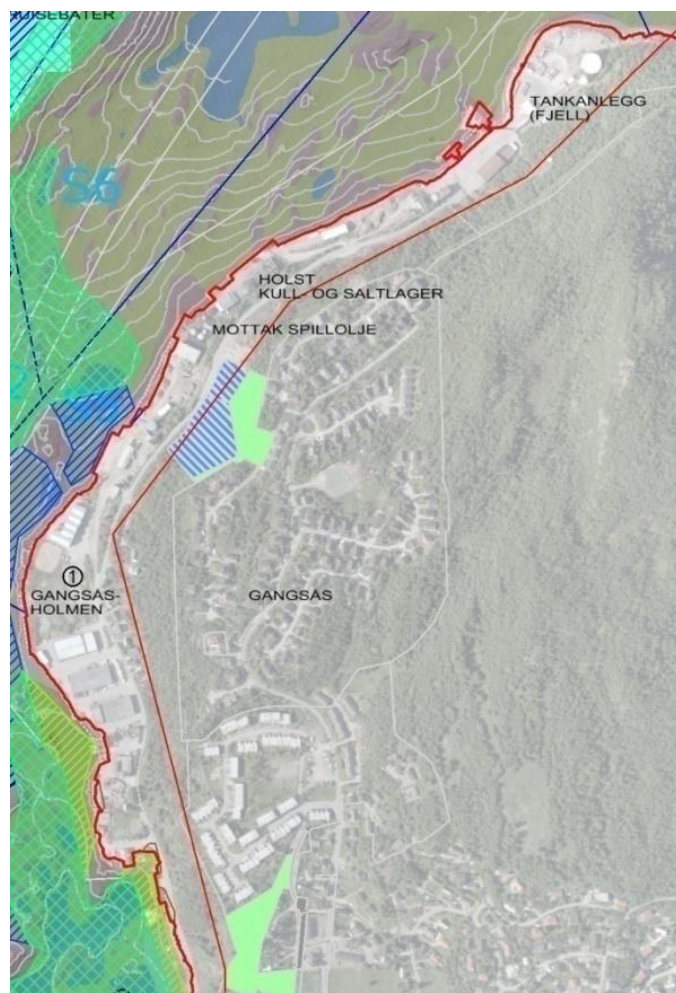 TANKANLEGG
(FJELL)
S6
HOLST
KULL- OG SALTLAGER
MOTTAK SPILLOLJE
1
GANGSÅS-
HOLMEN
GANGSÅS